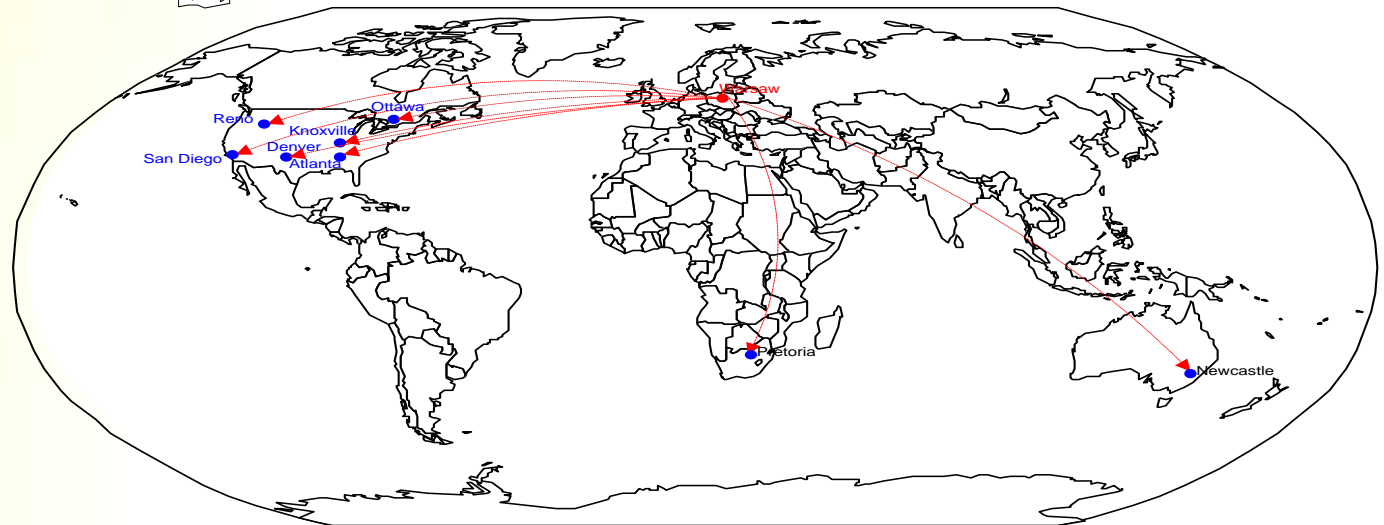 Warsaw
Ottawa
Reno
Knoxville
Denver
San Diego
Atlanta
Pretoria
Newcastle